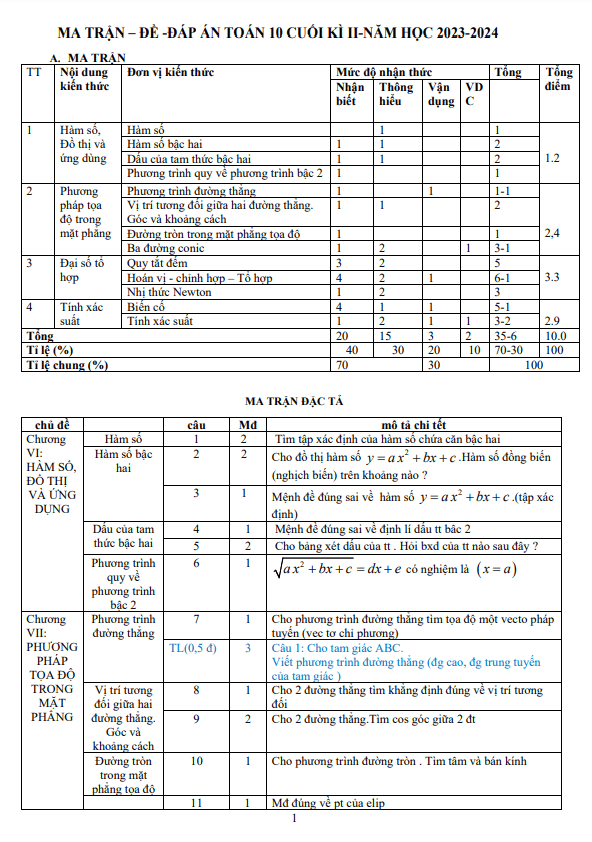 MA TRẬN – ĐỀ -ĐÁP ÁN TOÁN 10 CUỐI KÌ II-NĂM HỌC 2023-2024
A. MA TRẬN
TT Nội dung kiến thức Đơn vị kiến thức Mức độ nhận thức Tổng Tổng điểm
Nhận biết Thông hiểu Vận dụng VD C
1 Hàm số, Đồ thị và ứng dùng Hàm số 1 1 1.2
Hàm số bậc hai 1 1 2
Dấu của tam thức bậc hai 1 1 2
Phương trình quy về phương trình bậc 2 1 1
2 Phương pháp tọa độ trong mặt phẳng Phương trình đường thẳng 1 1 1-1 2,4
Vị trí tương đối giữa hai đường thẳng. Góc và khoảng cách 1 1 2
Đường tròn trong mặt phẳng tọa độ 1 1
Ba đường conic 1 2 1 3-1
3 Đại số tổ hợp Quy tắt đếm 3 2 5 3.3
Hoán vị - chỉnh hợp – Tổ hợp 4 2 1 6-1
Nhị thức Newton 1 2 3
4 Tính xác suất Biến cố 4 1 1 5-1 2.9
Tính xác suất 1 2 1 1 3-2
Tổng 20 15 3 2 35-6 10.0
Tỉ lệ (%) 40 30 20 10 70-30 100
Tỉ lệ chung (%) 70 30 100
MA TRẬN ĐẶC TẢ
chủ đề câu Mđ mô tả chi tết
Chương VI: HÀM SỐ, ĐỒ THỊ VÀ ỨNG DỤNG Hàm số 1 2 Tìm tập xác định của hàm số chứa căn bậc hai
Hàm số bậc hai 2 2 Cho đồ thị hàm số y = a x² + bx + c .Hàm số đồng biến (nghịch biến) trên khoảng nào ?
3 1 Mệnh đề đúng sai về hàm số y = a x² + bx + c .(tập xác định)
Dấu của tam thức bậc hai 4 1 Mệnh đề đúng sai về định lí dấu tt bâc 2
5 2 Cho bảng xét dấu của tt . Hỏi bxd của tt nào sau đây ?
Phương trình quy về phương trình bậc 2 6 1 √(a x² + bx + c) = dx + e có nghiệm là (x = a)
Chương VII: PHƯƠNG PHÁP TỌA ĐỘ TRONG MẶT PHẲNG Phương trình đường thẳng 7 1 Cho phương trình đường thẳng tìm tọa độ một vecto pháp tuyến (vec tơ chỉ phương)
TL(0,5 đ) 3 Câu 1: Cho tam giác ABC.
Viết phương trình đường thẳng (đg cao, đg trung tuyến của tam giác )
Vị trí tương đối giữa hai đường thẳng. Góc và khoảng cách 8 1 Cho 2 đường thẳng tìm khẳng định đúng về vị trí tương đối
9 2 Cho 2 đường thẳng.Tìm cos góc giữa 2 đt
Đường tròn trong mặt phẳng tọa độ 10 1 Cho phương trình đường tròn . Tìm tâm và bán kính
11 1 Mđ đúng về pt của elip
1